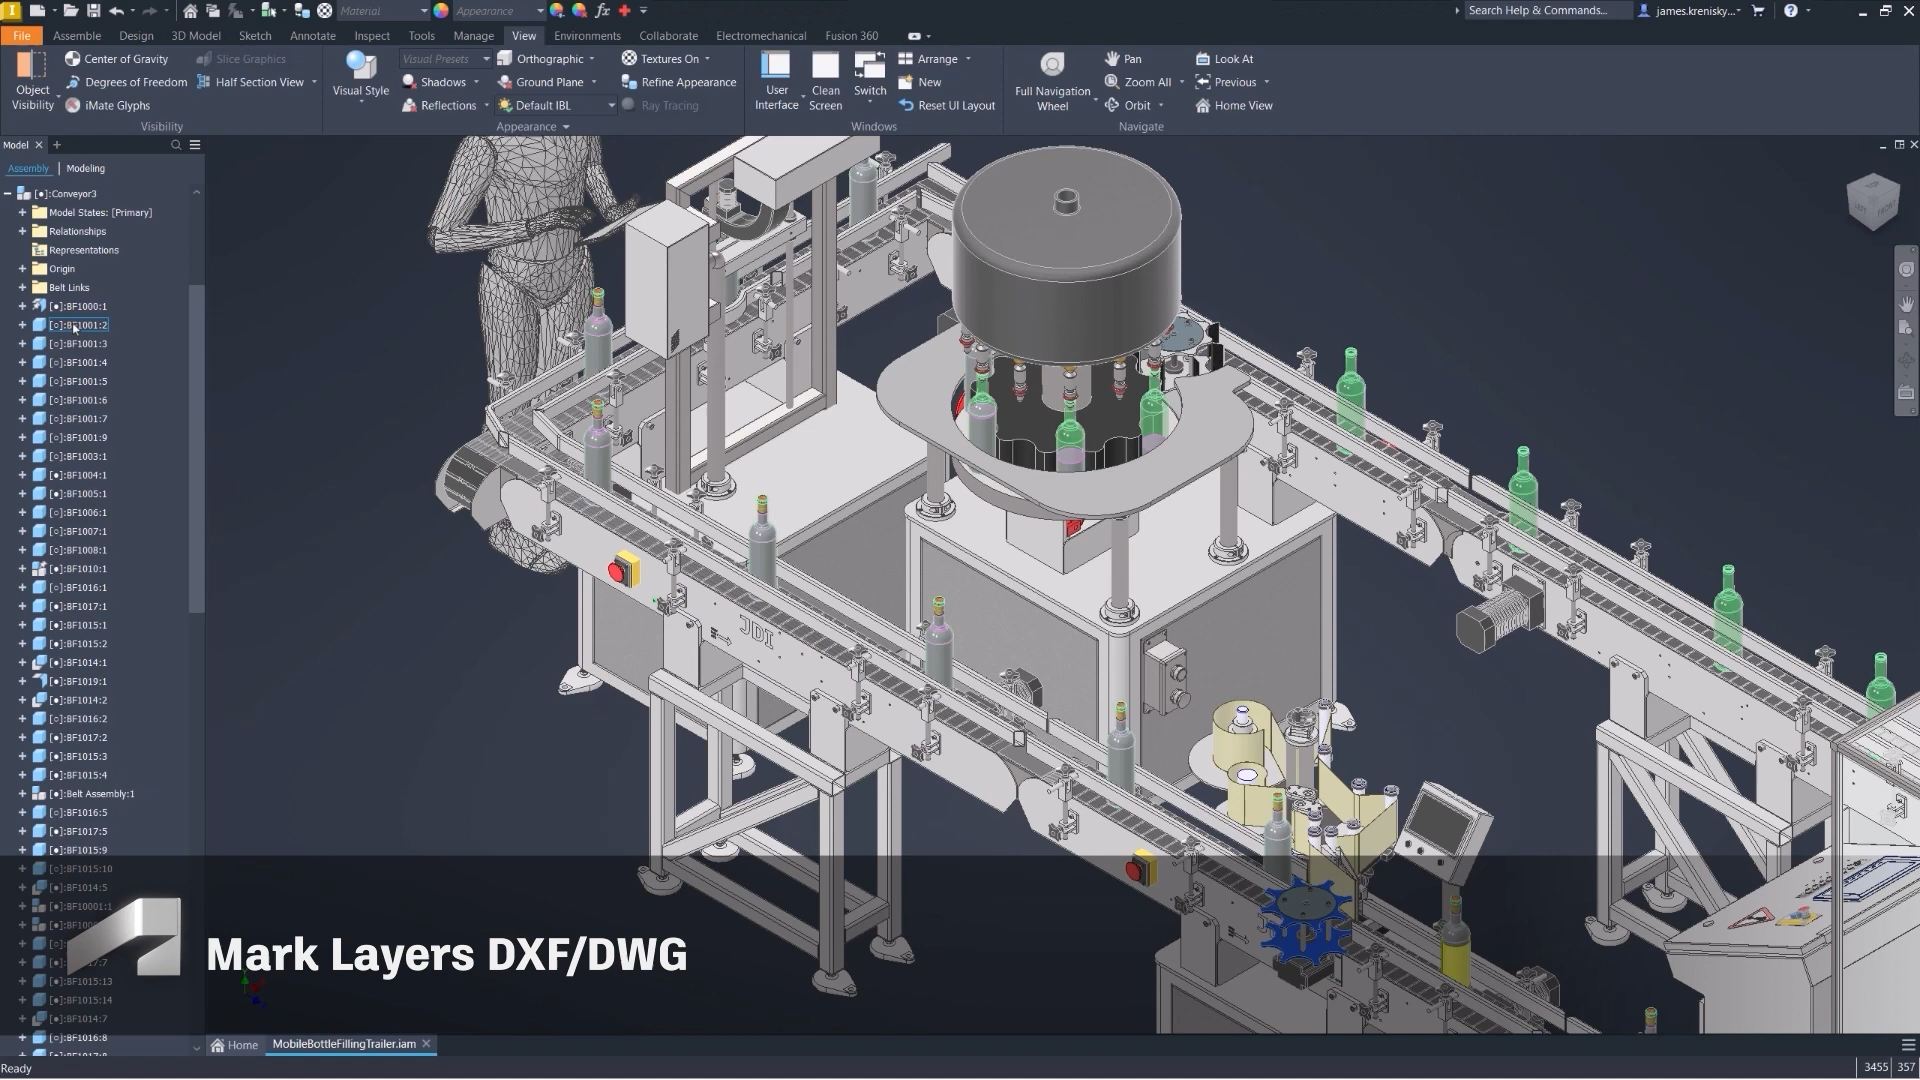 Material
Appearance
fx
Search Help & Commands...
james.krenisky...
File
Assemble
Design
3D Model
Sketch
Annotate
Inspect
Tools
Manage
View
Environments
Collaborate
Electromechanical
Fusion 360
Object Visibility
Center of Gravity
Degrees of Freedom
iMate Glyphs
Slice Graphics
Half Section View
Visibility
Visual Style
Visual Presets
Shadows
Reflections
Orthographic
Ground Plane
Default IBL
Textures On
Refine Appearance
Ray Tracing
Appearance
User Interface
Clean Screen
Switch
Arrange
New
Reset UI Layout
Windows
Full Navigation Wheel
Pan
Zoom All
Orbit
Look At
Previous
Home View
Navigate
Model
Assembly | Modeling
[●]:Conveyor3
Model States: [Primary]
Relationships
Representations
Origin
Belt Links
[●]:BF1000:1
[○]:BF1001:2
[○]:BF1001:3
[○]:BF1001:4
[○]:BF1001:5
[○]:BF1001:6
[○]:BF1001:7
[○]:BF1001:9
[○]:BF1003:1
[●]:BF1004:1
[○]:BF1005:1
[○]:BF1006:1
[○]:BF1007:1
[○]:BF1008:1
[●]:BF1010:1
[○]:BF1016:1
[●]:BF1017:1
[●]:BF1015:1
[○]:BF1015:2
[●]:BF1014:1
[●]:BF1019:1
[●]:BF1014:2
[○]:BF1016:2
[●]:BF1017:2
[●]:BF1015:3
[●]:BF1015:4
[●]:Belt Assembly:1
[○]:BF1016:5
[●]:BF1017:5
[●]:BF1015:9
[○]:BF1015:10
[●]:BF1014:5
[●]:BF10001:1
[●]:BF1015:13
[●]:BF1015:14
[●]:BF1014:7
[○]:BF1016:8
JDI
FRONT
Mark Layers DXF/DWG
Home
MobileBottleFillingTrailer.iam
Ready
3455
357